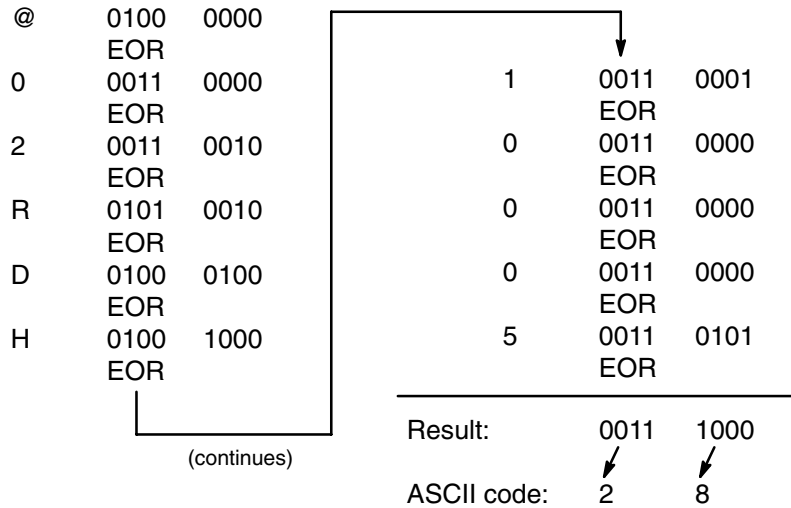 @ 0100 0000
EOR
0 0011 0000
EOR
2 0011 0010
EOR
R 0101 0010
EOR
D 0100 0100
EOR
H 0100 1000
EOR
(continues)
1 0011 0001
EOR
0 0011 0000
EOR
0 0011 0000
EOR
0 0011 0000
EOR
5 0011 0101
EOR
Result: 0011 1000
ASCII code: 2 8